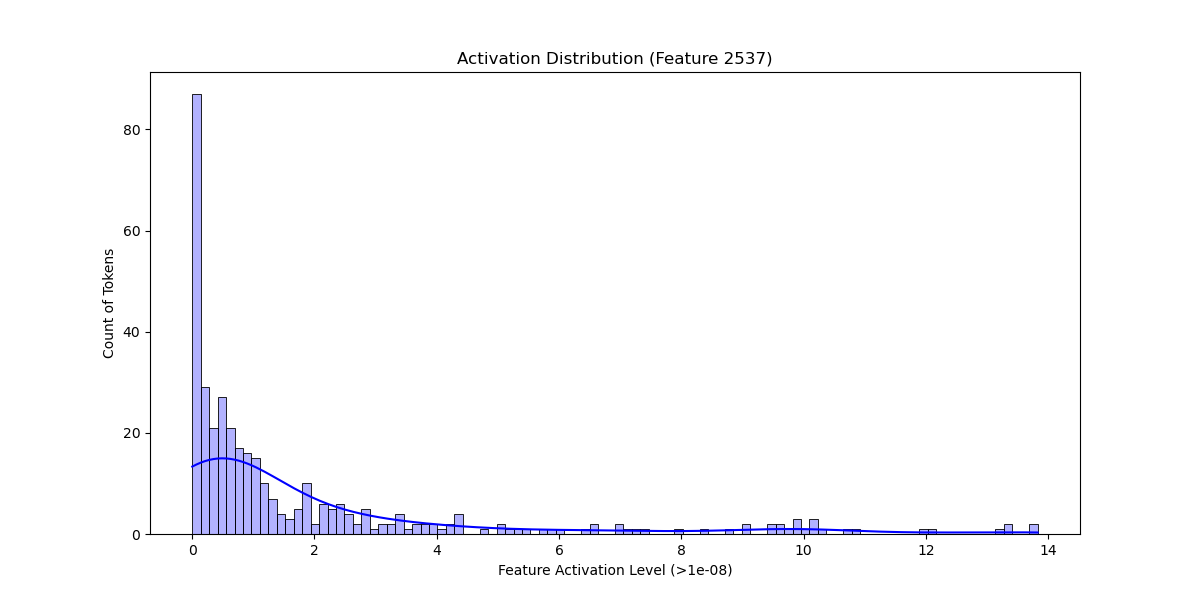 Activation Distribution (Feature 2537)
Count of Tokens
80
60
40
20
0
0 2 4 6 8 10 12 14
Feature Activation Level (>1e-08)